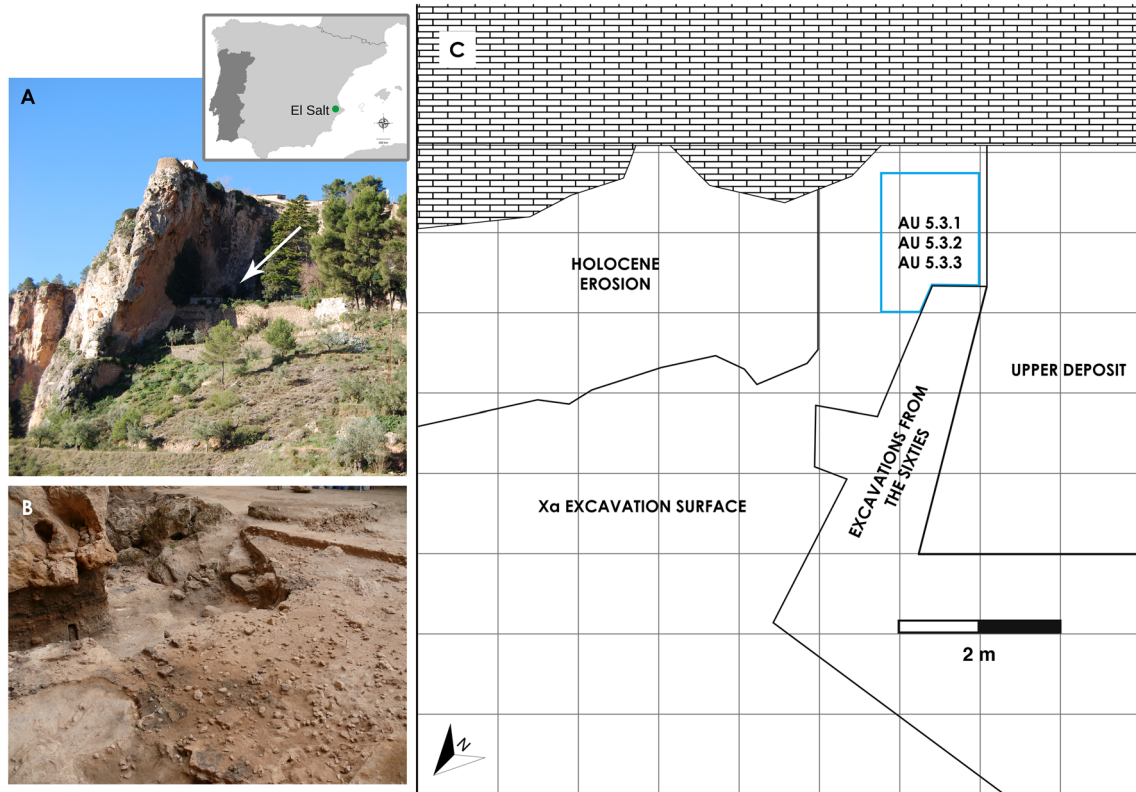 A
El Salt
B
C
AU 5.3.1
AU 5.3.2
AU 5.3.3
HOLOCENE
EROSION
UPPER DEPOSIT
EXCAVATIONS FROM
THE SIXTIES
Xa EXCAVATION SURFACE
2 m
N